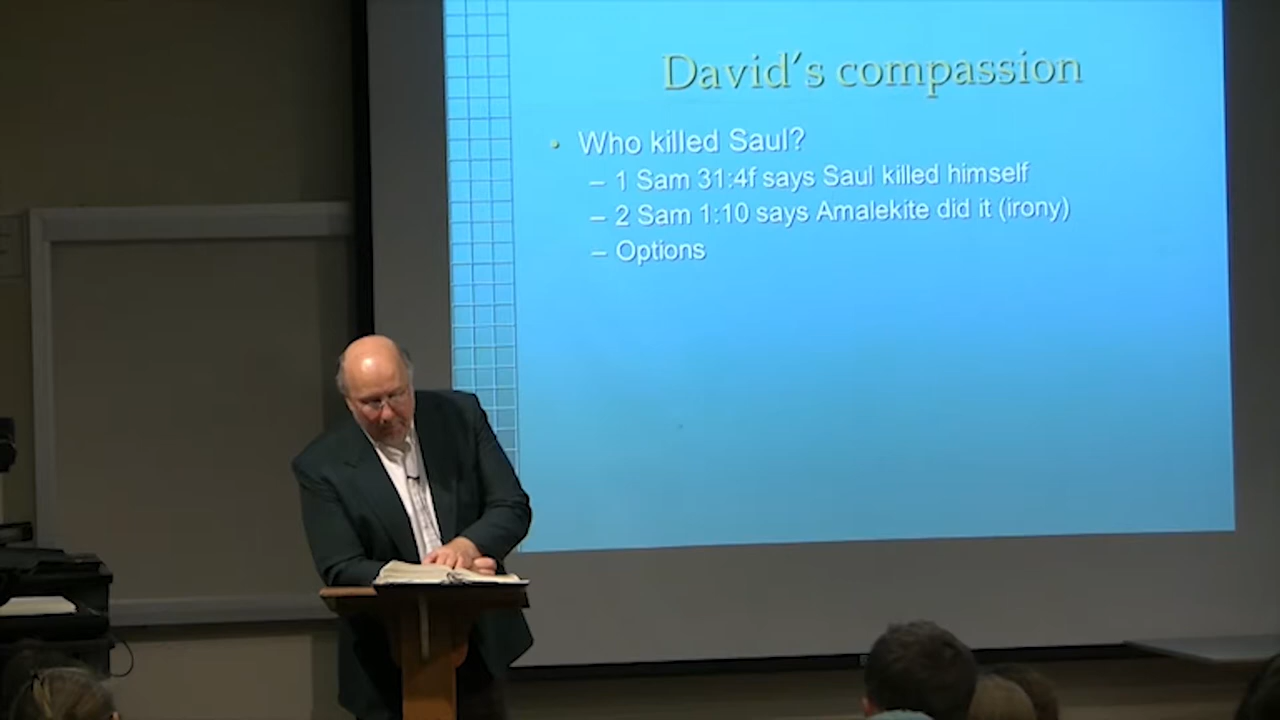 David's compassion
• Who killed Saul?
– 1 Sam 31:4f says Saul killed himself
– 2 Sam 1:10 says Amalekite did it (irony)
– Options